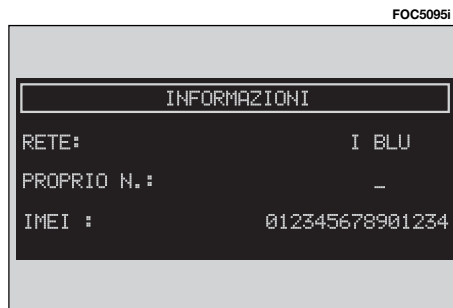 FOC5095i
INFORMAZIONI
RETE: I BLU
PROPRIO N.: _
IMEI : 012345678901234